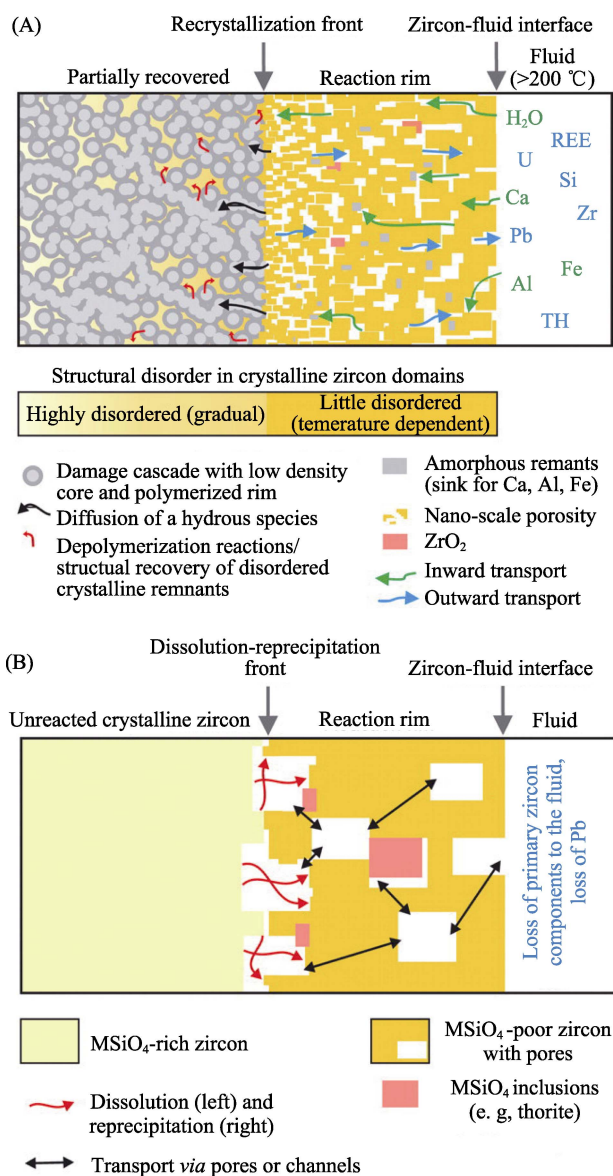 (A)
Recrystallization front
Zircon-fluid interface
Partially recovered
Reaction rim
Fluid
(>200 ℃)
H₂O
REE
U
Si
Ca
Zr
Pb
Fe
Al
TH
Structural disorder in crystalline zircon domains
Highly disordered (gradual)
Little disordered
(temerature dependent)
Damage cascade with low density
core and polymerized rim
Diffusion of a hydrous species
Depolymerization reactions/
structual recovery of disordered
crystalline remnants
Amorphous remants
(sink for Ca, Al, Fe)
Nano-scale porosity
ZrO₂
Inward transport
Outward transport
(B)
Dissolution-reprecipitation
front
Zircon-fluid interface
Unreacted crystalline zircon
Reaction rim
Fluid
Loss of primary zircon
components to the fluid,
loss of Pb
MSiO₄-rich zircon
MSiO₄-poor zircon
with pores
Dissolution (left) and
reprecipitation (right)
MSiO₄ inclusions
(e. g, thorite)
Transport via pores or channels